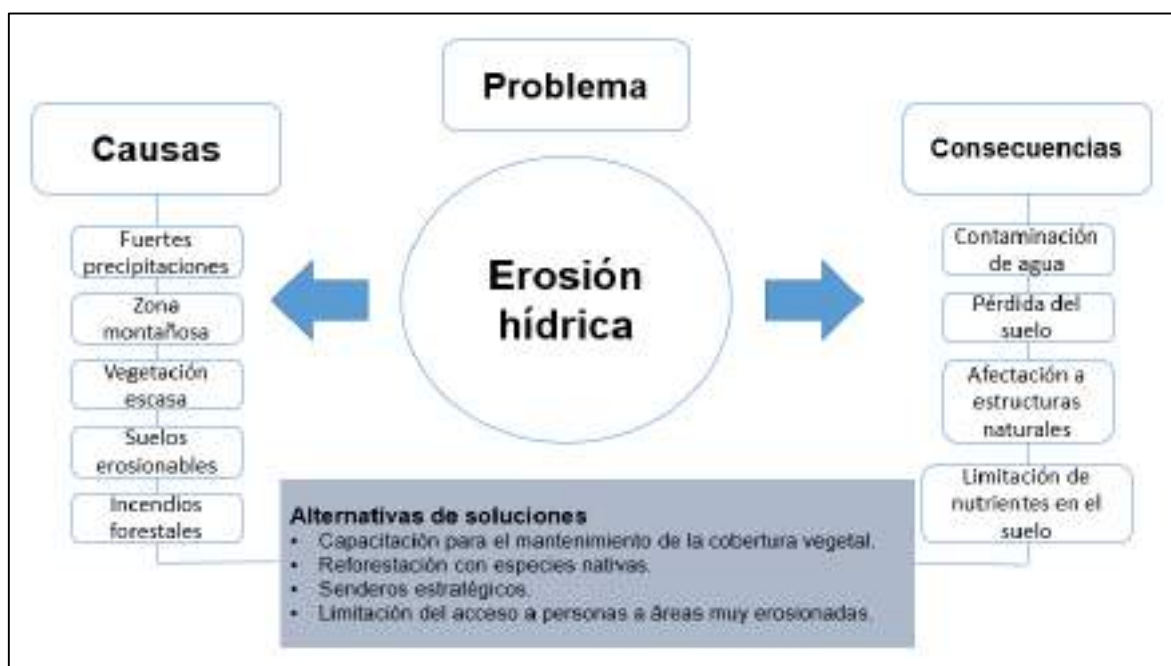 Problema
Causas
Fuertes
precipitaciones
Zona
montañosa
Vegetación
escasa
Suelos
erosionables
Incendios
forestales
Erosión
hídrica
Consecuencias
Contaminación
de agua
Pérdida del
suelo
Afectación a
estructuras
naturales
Limitación de
nutrientes en el
suelo
Alternativas de soluciones
• Capacitación para el mantenimiento de la cobertura vegetal.
• Reforestación con especies nativas.
• Senderos estratégicos.
• Limitación del acceso a personas a áreas muy erosionadas.